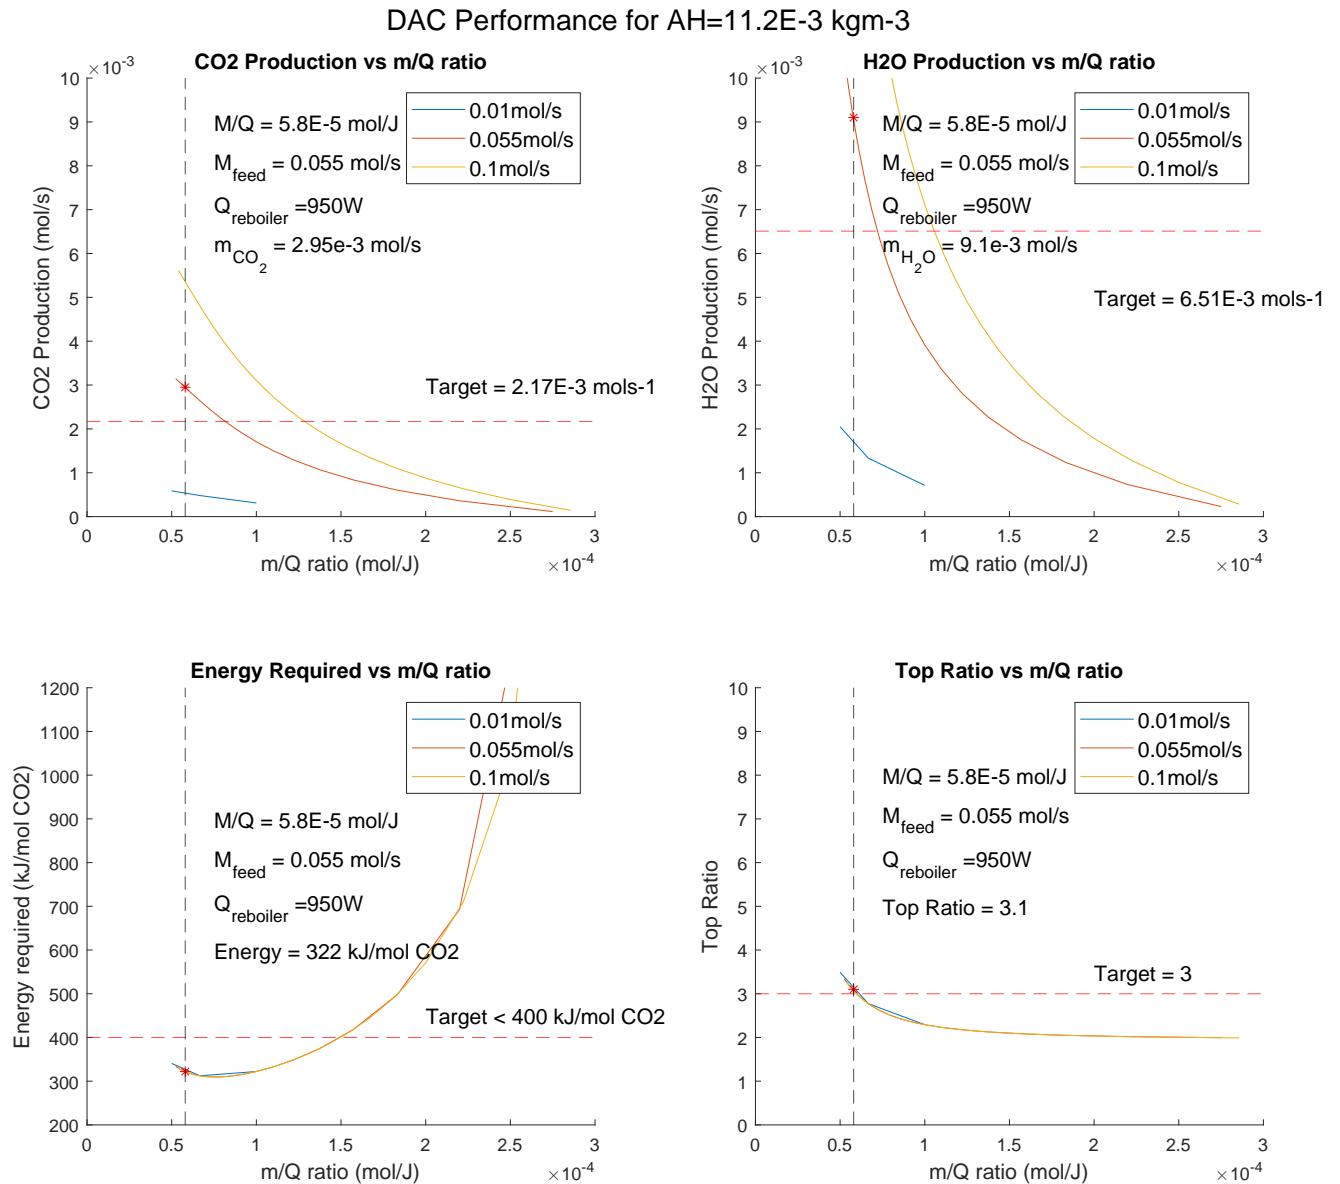 DAC Performance for AH=11.2E-3 kgm-3
CO2 Production vs m/Q ratio
×10-3
10
9
8
7
6
5
4
3
2
1
0
CO2 Production (mol/s)
M/Q = 5.8E-5 mol/J
Mfeed = 0.055 mol/s
Qreboiler =950W
mCO2 = 2.95e-3 mol/s
0.01mol/s
0.055mol/s
0.1mol/s
Target = 2.17E-3 mols-1
0 0.5 1 1.5 2 2.5 3
m/Q ratio (mol/J)
×10-4
H2O Production vs m/Q ratio
×10-3
10
9
8
7
6
5
4
3
2
1
0
H2O Production (mol/s)
M/Q = 5.8E-5 mol/J
Mfeed = 0.055 mol/s
Qreboiler =950W
mH2O = 9.1e-3 mol/s
0.01mol/s
0.055mol/s
0.1mol/s
Target = 6.51E-3 mols-1
0 0.5 1 1.5 2 2.5 3
m/Q ratio (mol/J)
×10-4
Energy Required vs m/Q ratio
1200
1100
1000
900
800
700
600
500
400
300
200
Energy required (kJ/mol CO2)
0.01mol/s
0.055mol/s
0.1mol/s
M/Q = 5.8E-5 mol/J
Mfeed = 0.055 mol/s
Qreboiler =950W
Energy = 322 kJ/mol CO2
Target < 400 kJ/mol CO2
0 0.5 1 1.5 2 2.5 3
m/Q ratio (mol/J)
×10-4
Top Ratio vs m/Q ratio
10
9
8
7
6
5
4
3
2
1
0
Top Ratio
0.01mol/s
0.055mol/s
0.1mol/s
M/Q = 5.8E-5 mol/J
Mfeed = 0.055 mol/s
Qreboiler =950W
Top Ratio = 3.1
Target = 3
0 0.5 1 1.5 2 2.5 3
m/Q ratio (mol/J)
×10-4